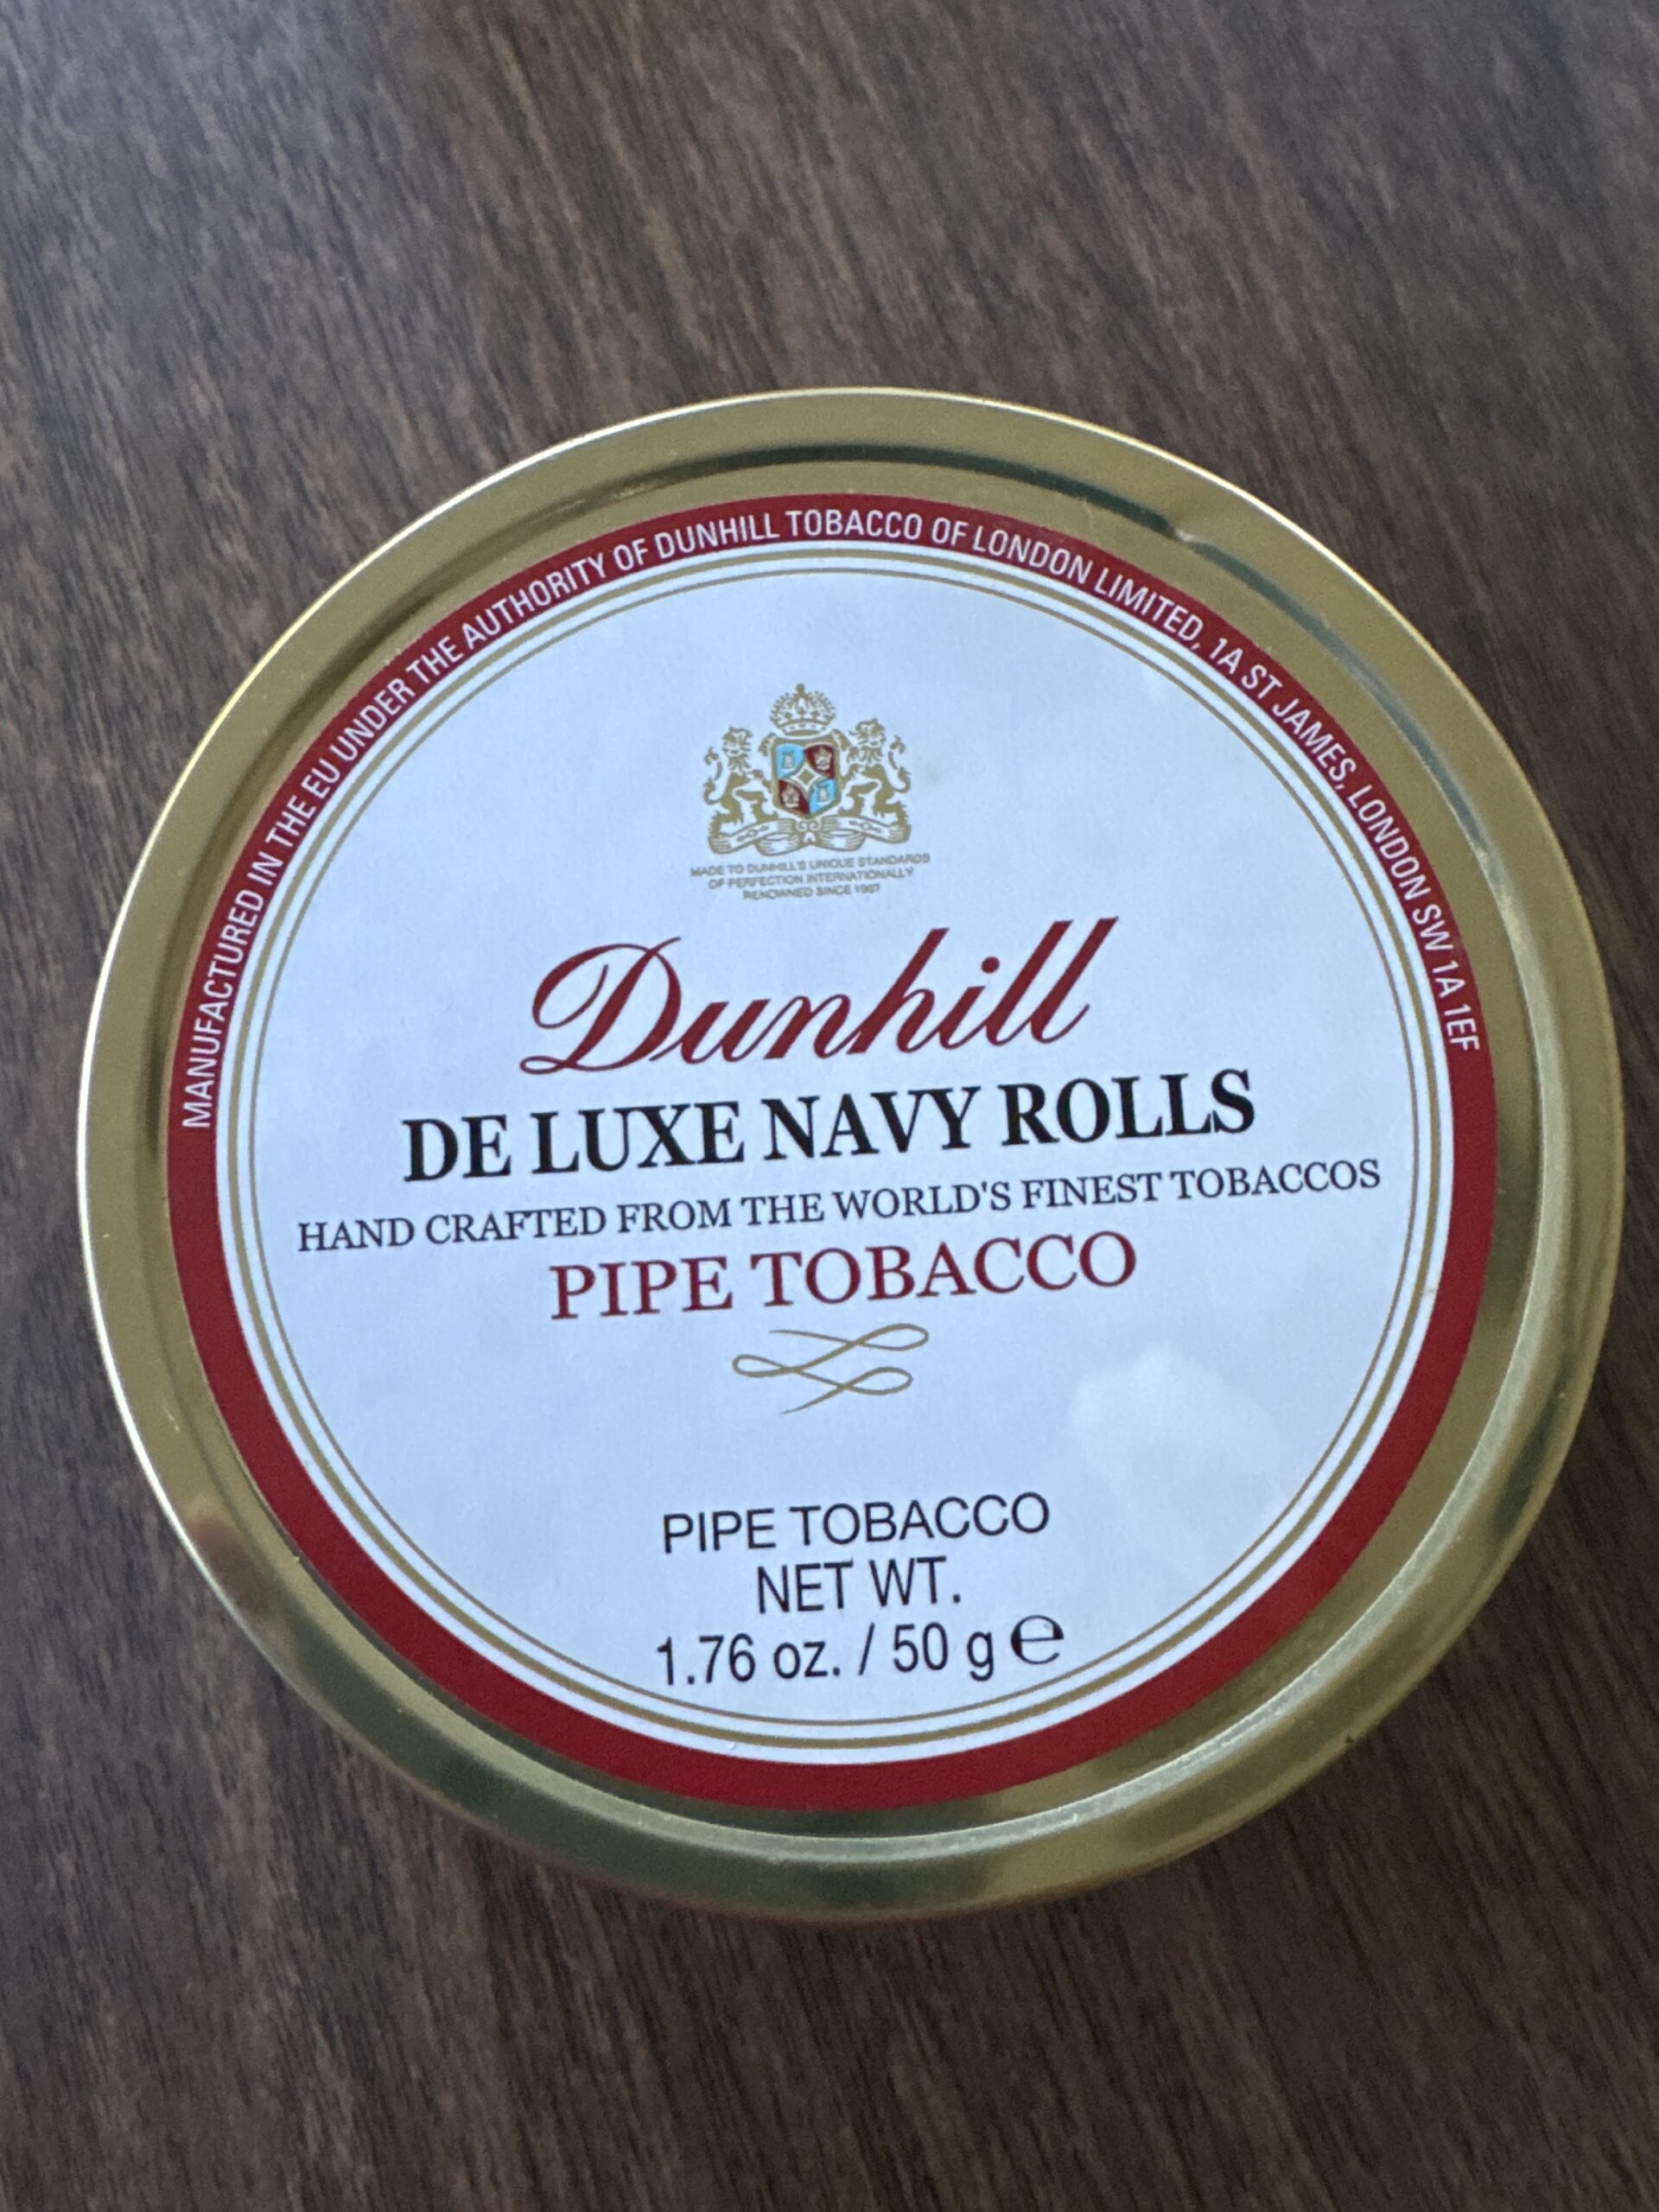 MANUFACTURED IN THE EU UNDER THE AUTHORITY OF DUNHILL TOBACCO OF LONDON LIMITED, 1A ST JAMES, LONDON SW1A 1EF
MADE TO DUNHILL'S UNIQUE STANDARDS
OF PERFECTION INTERNATIONALLY
RENOWNED SINCE 1907
Dunhill
DE LUXE NAVY ROLLS
HAND CRAFTED FROM THE WORLD'S FINEST TOBACCOS
PIPE TOBACCO
PIPE TOBACCO
NET WT.
1.76 oz. / 50 g ℮